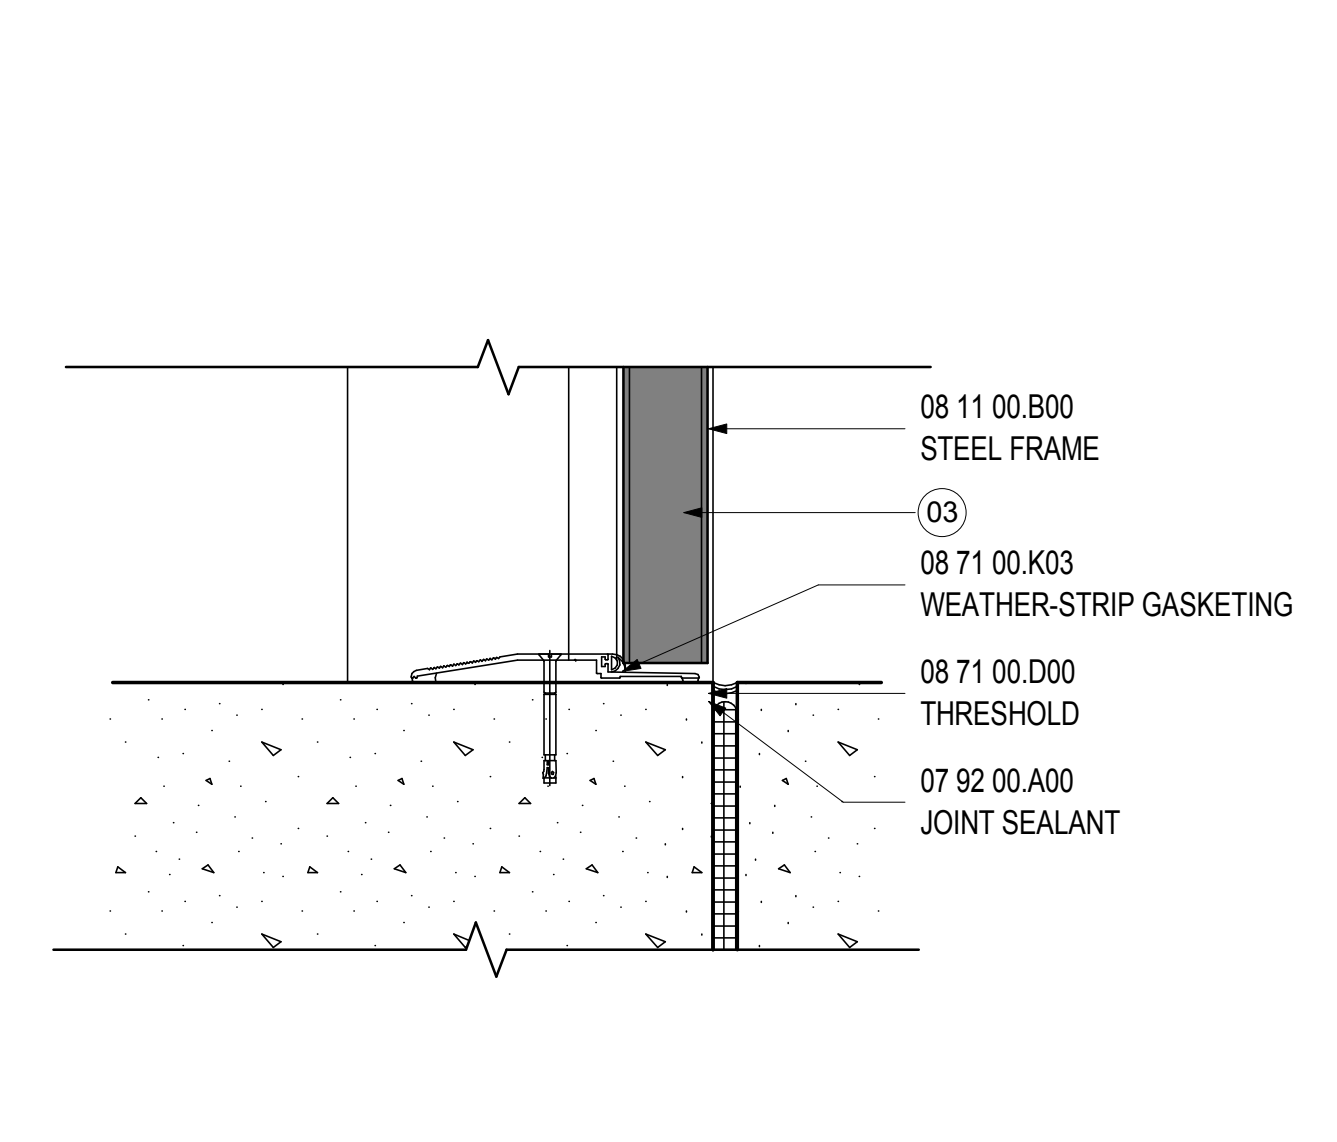 08 11 00.B00
STEEL FRAME
03
08 71 00.K03
WEATHER-STRIP GASKETING
08 71 00.D00
THRESHOLD
07 92 00.A00
JOINT SEALANT